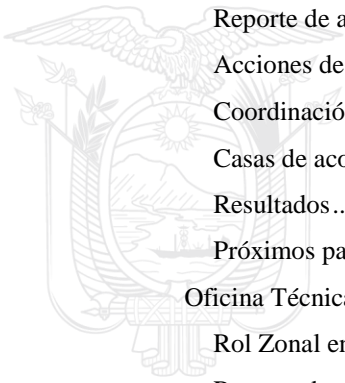 Reporte de a
Acciones de
Coordinació
Casas de aco
Resultados..
Próximos pa
Oficina Técnica
Rol Zonal en